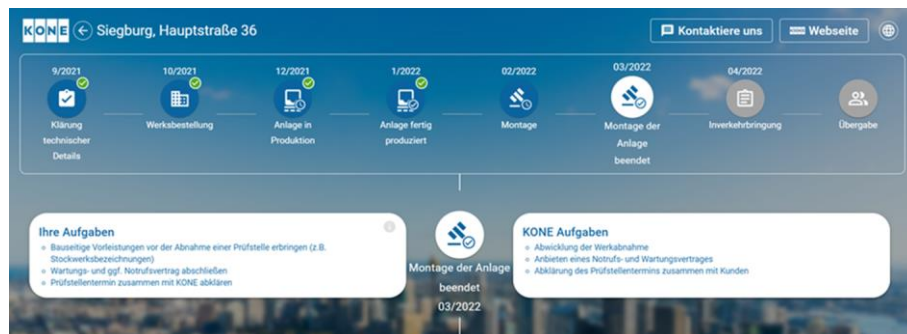 KONE Siegburg, Hauptstraße 36
Kontaktiere uns
Webseite
9/2021
10/2021
12/2021
1/2022
02/2022
03/2022
04/2022
Klärung
technischer
Details
Werksbestellung
Anlage in
Produktion
Anlage fertig
produziert
Montage
Montage der
Anlage
beendet
Inverkehrbringung
Übergabe
Ihre Aufgaben
Bauseitige Vorleistungen vor der Abnahme einer Prüfstelle erbringen (z.B.
Stockwerksbezeichnungen)
Wartungs- und ggf. Notrufsvertrag abschließen
Prüfstellentermin zusammen mit KONE abklären
Montage der Anlage
beendet
03/2022
KONE Aufgaben
Abwicklung der Werkabnahme
Anbieten eines Notrufs- und Wartungsvertrages
Abklärung des Prüfstellentermins zusammen mit Kunden